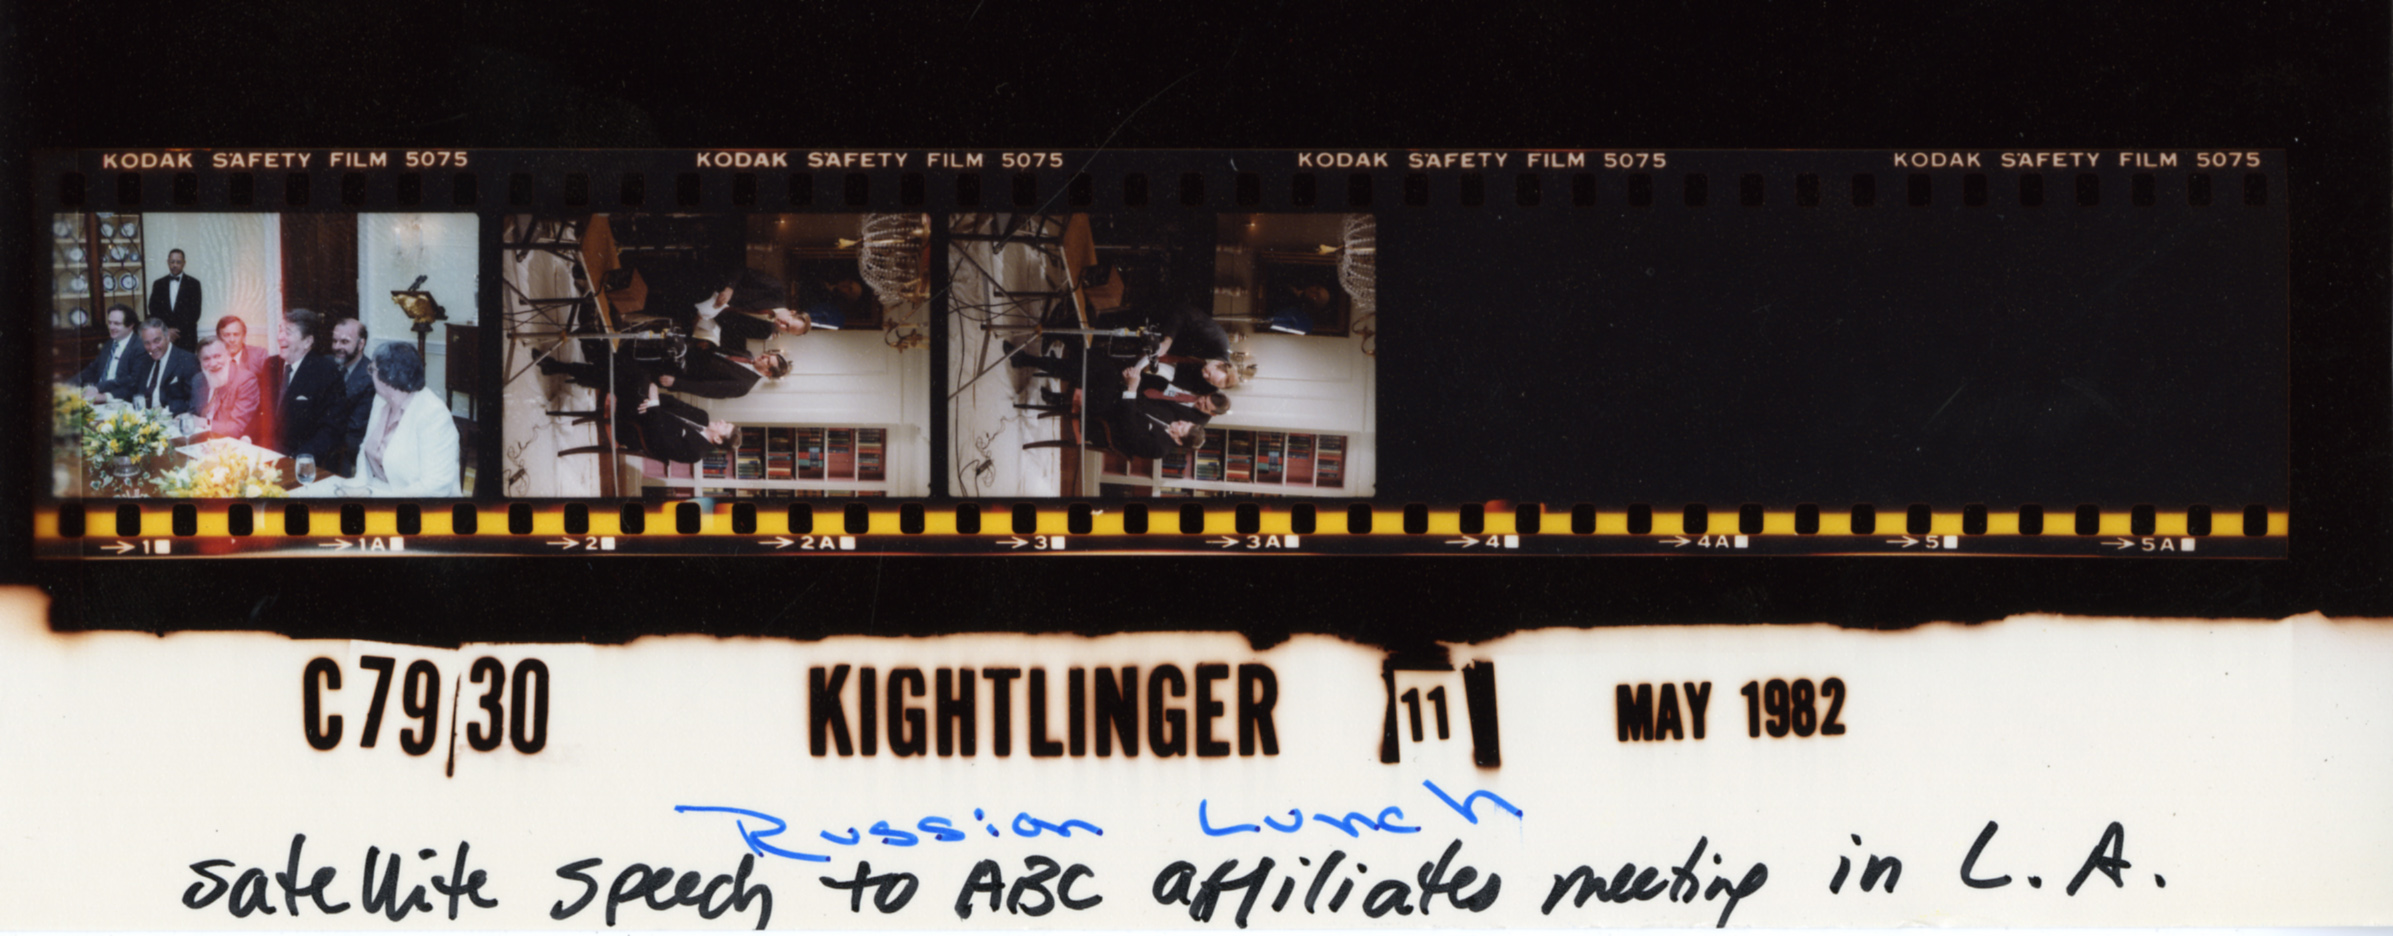 KODAK SAFETY FILM 5075 KODAK SAFETY FILM 5075 KODAK SAFETY FILM 5075 KODAK SAFETY FILM 5075
→1 →1A →2 →2A →3 →3A →4 →4A →5 →5A
C79130 KIGHTLINGER 11 MAY 1982
Russian Lunch
satellite speech to ABC affiliates meeting in L.A.